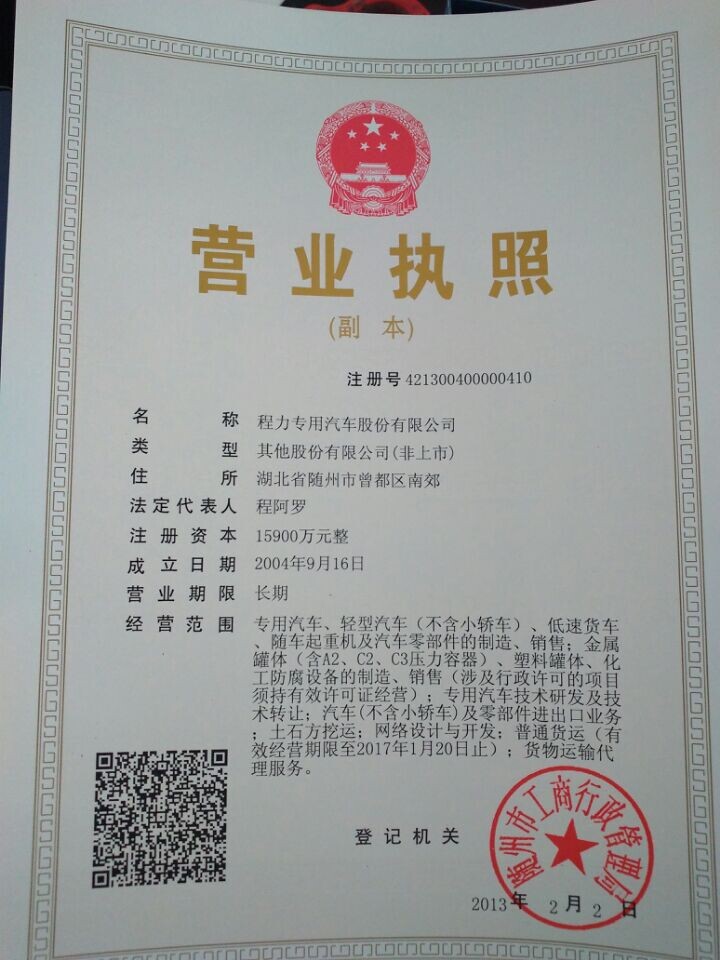 营业执照
(副 本)
注册号 421300400000410
名称 程力专用汽车股份有限公司
类型 其他股份有限公司(非上市)
住所 湖北省随州市曾都区南郊
法定代表人 程阿罗
注册资本 15900万元整
成立日期 2004年9月16日
营业期限 长期
经营范围 专用汽车、轻型汽车（不含小轿车）、低速货车
、随车起重机及汽车零部件的制造、销售；金属
罐体（含A2、C2、C3压力容器）、塑料罐体、化
工防腐设备的制造、销售（涉及行政许可的项目
须持有效许可证经营）；专用汽车技术研发及技
术转让；汽车(不含小轿车)及零部件进出口业务
；土石方挖运；网络设计与开发；普通货运（有
效经营期限至2017年1月20日止）；货物运输代
理服务。
登记机关
随州市工商行政管理局
2013年 2月 2日